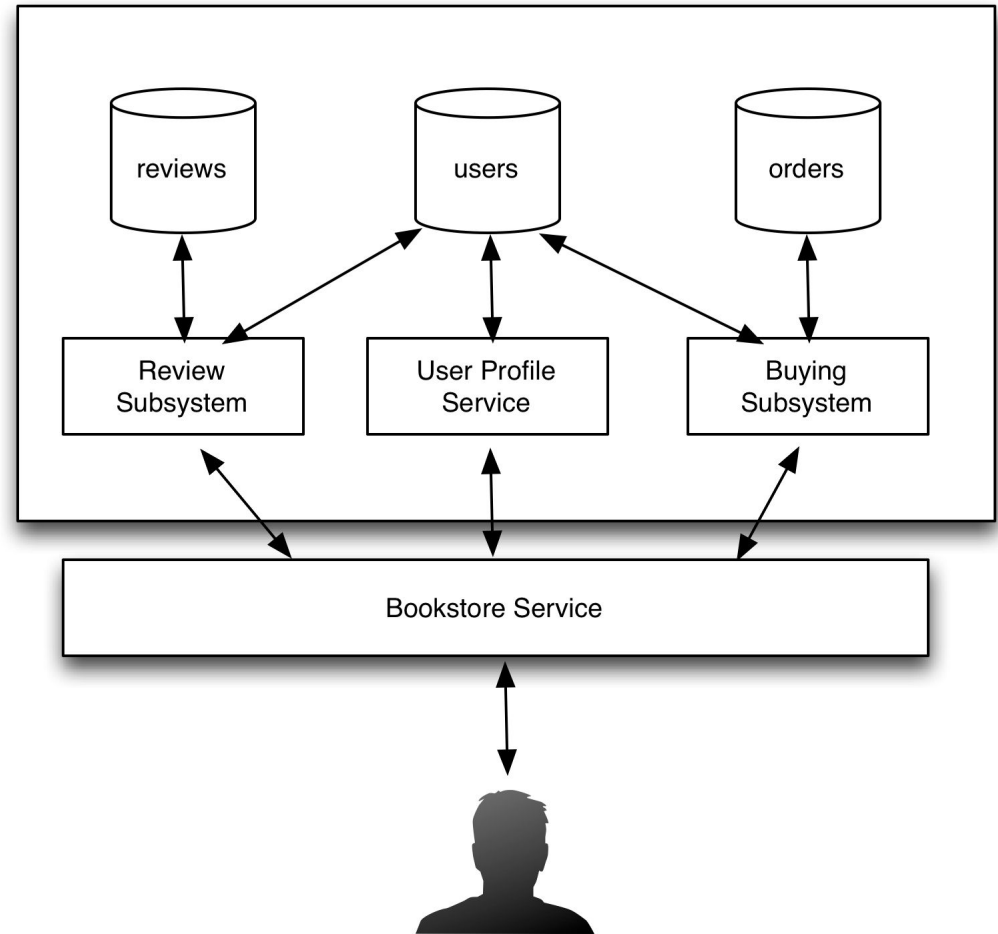 reviews
users
orders
Review
Subsystem
User Profile
Service
Buying
Subsystem
Bookstore Service